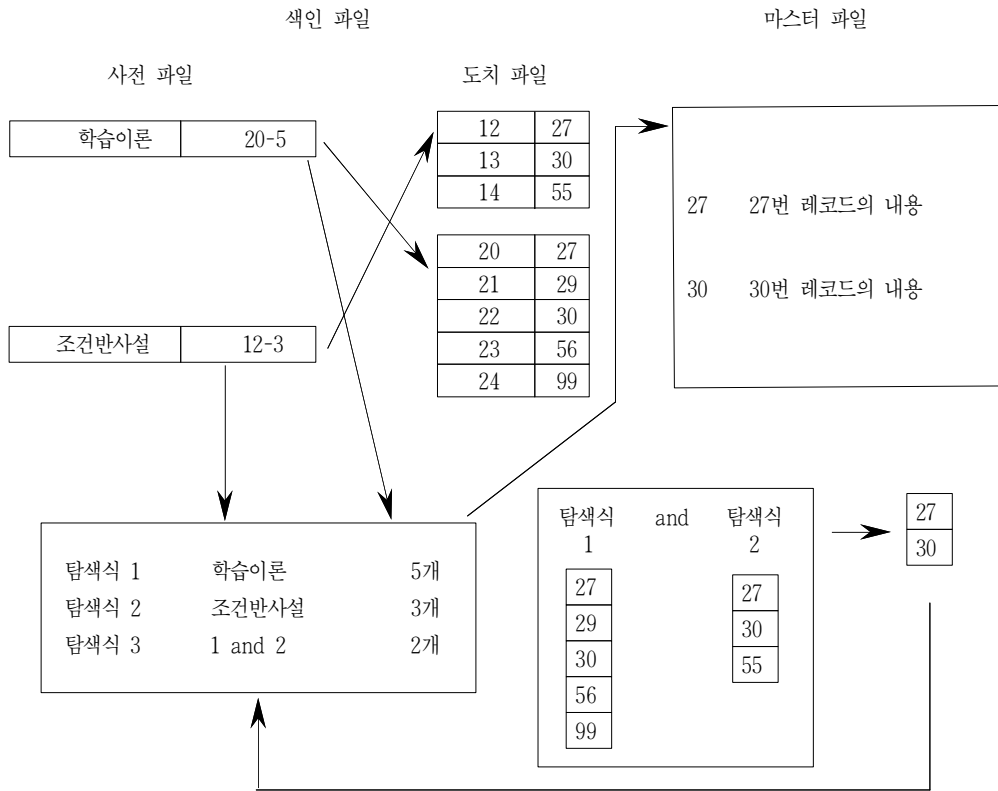 색인 파일
마스터 파일
사전 파일
도치 파일
학습이론 20-5
조건반사설 12-3
12 27
13 30
14 55
20 27
21 29
22 30
23 56
24 99
27 27번 레코드의 내용
30 30번 레코드의 내용
탐색식 1 학습이론 5개
탐색식 2 조건반사설 3개
탐색식 3 1 and 2 2개
탐색식 and 탐색식
1 2
27
29
30
56
99
27
30
55
27
30